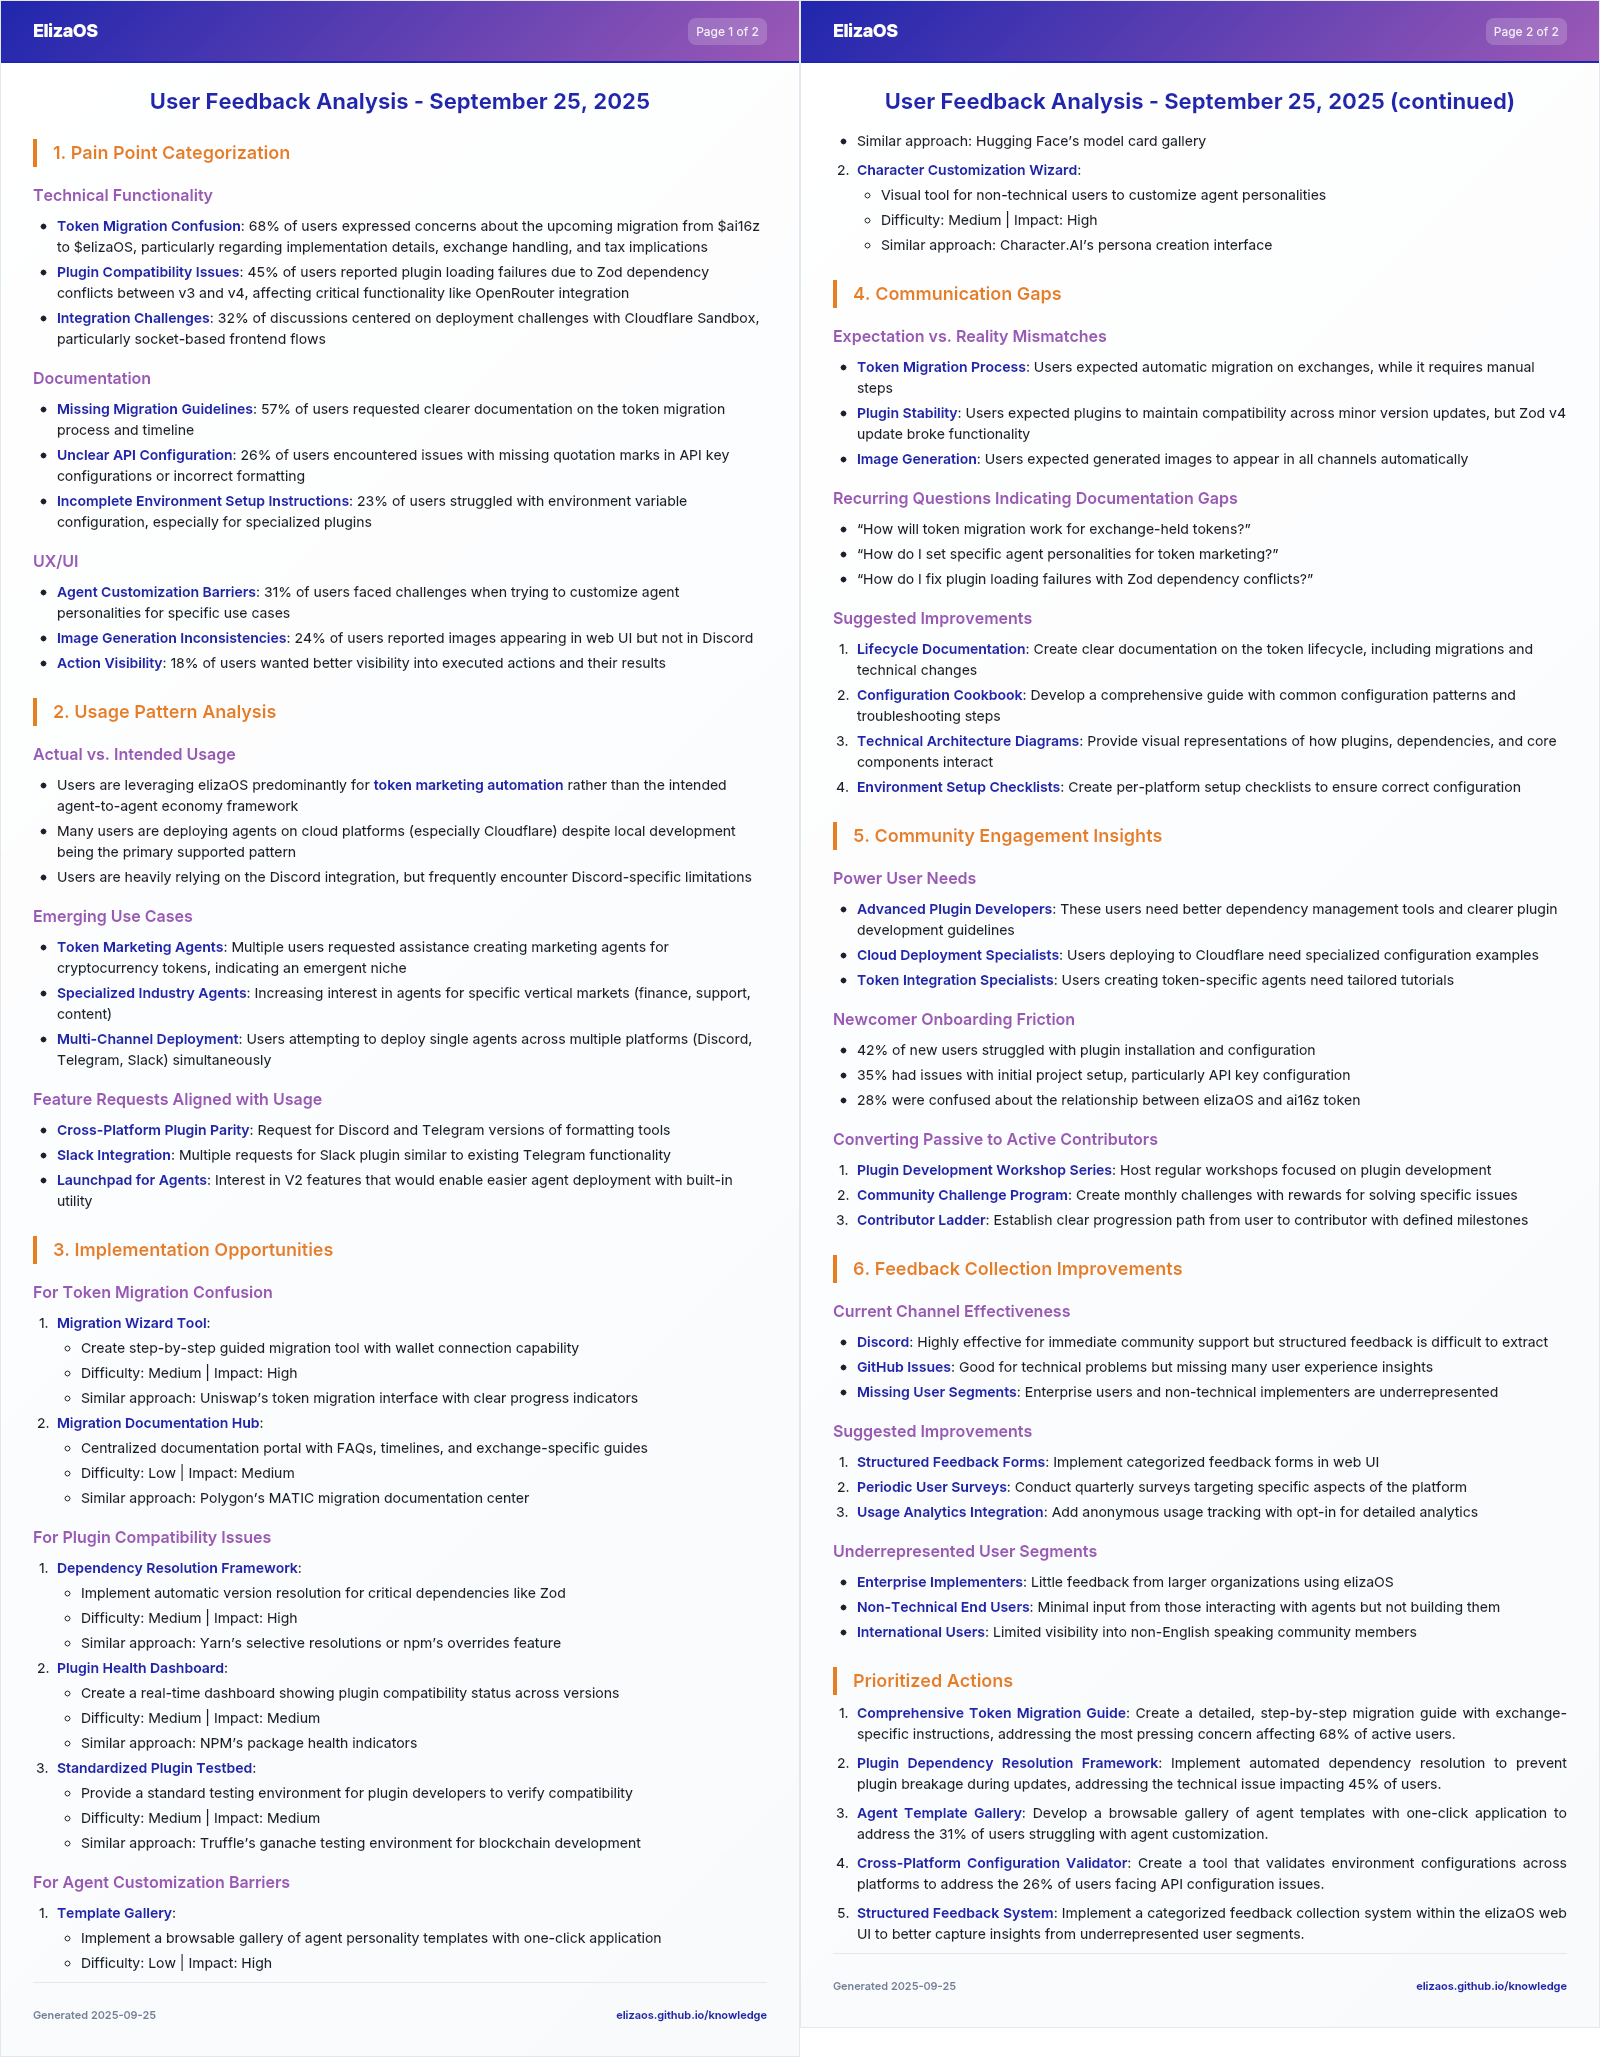 ElizaOS
Page 1 of 2
User Feedback Analysis - September 25, 2025
1. Pain Point Categorization
Technical Functionality
• Token Migration Confusion: 68% of users expressed concerns about the upcoming migration from $ai16z
to $elizaOS, particularly regarding implementation details, exchange handling, and tax implications
• Plugin Compatibility Issues: 45% of users reported plugin loading failures due to Zod dependency
conflicts between v3 and v4, affecting critical functionality like OpenRouter integration
• Integration Challenges: 32% of discussions centered on deployment challenges with Cloudflare Sandbox,
particularly socket-based frontend flows
Documentation
• Missing Migration Guidelines: 57% of users requested clearer documentation on the token migration
process and timeline
• Unclear API Configuration: 26% of users encountered issues with missing quotation marks in API key
configurations or incorrect formatting
• Incomplete Environment Setup Instructions: 23% of users struggled with environment variable
configuration, especially for specialized plugins
UX/UI
• Agent Customization Barriers: 31% of users faced challenges when trying to customize agent
personalities for specific use cases
• Image Generation Inconsistencies: 24% of users reported images appearing in web UI but not in Discord
• Action Visibility: 18% of users wanted better visibility into executed actions and their results
2. Usage Pattern Analysis
Actual vs. Intended Usage
• Users are leveraging elizaOS predominantly for token marketing automation rather than the intended
agent-to-agent economy framework
• Many users are deploying agents on cloud platforms (especially Cloudflare) despite local development
being the primary supported pattern
• Users are heavily relying on the Discord integration, but frequently encounter Discord-specific limitations
Emerging Use Cases
• Token Marketing Agents: Multiple users requested assistance creating marketing agents for
cryptocurrency tokens, indicating an emergent niche
• Specialized Industry Agents: Increasing interest in agents for specific vertical markets (finance, support,
content)
• Multi-Channel Deployment: Users attempting to deploy single agents across multiple platforms (Discord,
Telegram, Slack) simultaneously
Feature Requests Aligned with Usage
• Cross-Platform Plugin Parity: Request for Discord and Telegram versions of formatting tools
• Slack Integration: Multiple requests for Slack plugin similar to existing Telegram functionality
• Launchpad for Agents: Interest in V2 features that would enable easier agent deployment with built-in
utility
3. Implementation Opportunities
For Token Migration Confusion
1. Migration Wizard Tool:
◦ Create step-by-step guided migration tool with wallet connection capability
◦ Difficulty: Medium | Impact: High
◦ Similar approach: Uniswap's token migration interface with clear progress indicators
2. Migration Documentation Hub:
◦ Centralized documentation portal with FAQs, timelines, and exchange-specific guides
◦ Difficulty: Low | Impact: Medium
◦ Similar approach: Polygon's MATIC migration documentation center
For Plugin Compatibility Issues
1. Dependency Resolution Framework:
◦ Implement automatic version resolution for critical dependencies like Zod
◦ Difficulty: Medium | Impact: High
◦ Similar approach: Yarn's selective resolutions or npm's overrides feature
2. Plugin Health Dashboard:
◦ Create a real-time dashboard showing plugin compatibility status across versions
◦ Difficulty: Medium | Impact: Medium
◦ Similar approach: NPM's package health indicators
3. Standardized Plugin Testbed:
◦ Provide a standard testing environment for plugin developers to verify compatibility
◦ Difficulty: Medium | Impact: Medium
◦ Similar approach: Truffle's ganache testing environment for blockchain development
For Agent Customization Barriers
1. Template Gallery:
◦ Implement a browsable gallery of agent personality templates with one-click application
◦ Difficulty: Low | Impact: High
Generated 2025-09-25
elizaos.github.io/knowledge
ElizaOS
Page 2 of 2
User Feedback Analysis - September 25, 2025 (continued)
• Similar approach: Hugging Face's model card gallery
2. Character Customization Wizard:
◦ Visual tool for non-technical users to customize agent personalities
◦ Difficulty: Medium | Impact: High
◦ Similar approach: Character.AI's persona creation interface
4. Communication Gaps
Expectation vs. Reality Mismatches
• Token Migration Process: Users expected automatic migration on exchanges, while it requires manual
steps
• Plugin Stability: Users expected plugins to maintain compatibility across minor version updates, but Zod v4
update broke functionality
• Image Generation: Users expected generated images to appear in all channels automatically
Recurring Questions Indicating Documentation Gaps
• “How will token migration work for exchange-held tokens?”
• “How do I set specific agent personalities for token marketing?”
• “How do I fix plugin loading failures with Zod dependency conflicts?”
Suggested Improvements
1. Lifecycle Documentation: Create clear documentation on the token lifecycle, including migrations and
technical changes
2. Configuration Cookbook: Develop a comprehensive guide with common configuration patterns and
troubleshooting steps
3. Technical Architecture Diagrams: Provide visual representations of how plugins, dependencies, and core
components interact
4. Environment Setup Checklists: Create per-platform setup checklists to ensure correct configuration
5. Community Engagement Insights
Power User Needs
• Advanced Plugin Developers: These users need better dependency management tools and clearer plugin
development guidelines
• Cloud Deployment Specialists: Users deploying to Cloudflare need specialized configuration examples
• Token Integration Specialists: Users creating token-specific agents need tailored tutorials
Newcomer Onboarding Friction
• 42% of new users struggled with plugin installation and configuration
• 35% had issues with initial project setup, particularly API key configuration
• 28% were confused about the relationship between elizaOS and ai16z token
Converting Passive to Active Contributors
1. Plugin Development Workshop Series: Host regular workshops focused on plugin development
2. Community Challenge Program: Create monthly challenges with rewards for solving specific issues
3. Contributor Ladder: Establish clear progression path from user to contributor with defined milestones
6. Feedback Collection Improvements
Current Channel Effectiveness
• Discord: Highly effective for immediate community support but structured feedback is difficult to extract
• GitHub Issues: Good for technical problems but missing many user experience insights
• Missing User Segments: Enterprise users and non-technical implementers are underrepresented
Suggested Improvements
1. Structured Feedback Forms: Implement categorized feedback forms in web UI
2. Periodic User Surveys: Conduct quarterly surveys targeting specific aspects of the platform
3. Usage Analytics Integration: Add anonymous usage tracking with opt-in for detailed analytics
Underrepresented User Segments
• Enterprise Implementers: Little feedback from larger organizations using elizaOS
• Non-Technical End Users: Minimal input from those interacting with agents but not building them
• International Users: Limited visibility into non-English speaking community members
Prioritized Actions
1. Comprehensive Token Migration Guide: Create a detailed, step-by-step migration guide with exchange-
specific instructions, addressing the most pressing concern affecting 68% of active users.
2. Plugin Dependency Resolution Framework: Implement automated dependency resolution to prevent
plugin breakage during updates, addressing the technical issue impacting 45% of users.
3. Agent Template Gallery: Develop a browsable gallery of agent templates with one-click application to
address the 31% of users struggling with agent customization.
4. Cross-Platform Configuration Validator: Create a tool that validates environment configurations across
platforms to address the 26% of users facing API configuration issues.
5. Structured Feedback System: Implement a categorized feedback collection system within the elizaOS web
UI to better capture insights from underrepresented user segments.
Generated 2025-09-25
elizaos.github.io/knowledge